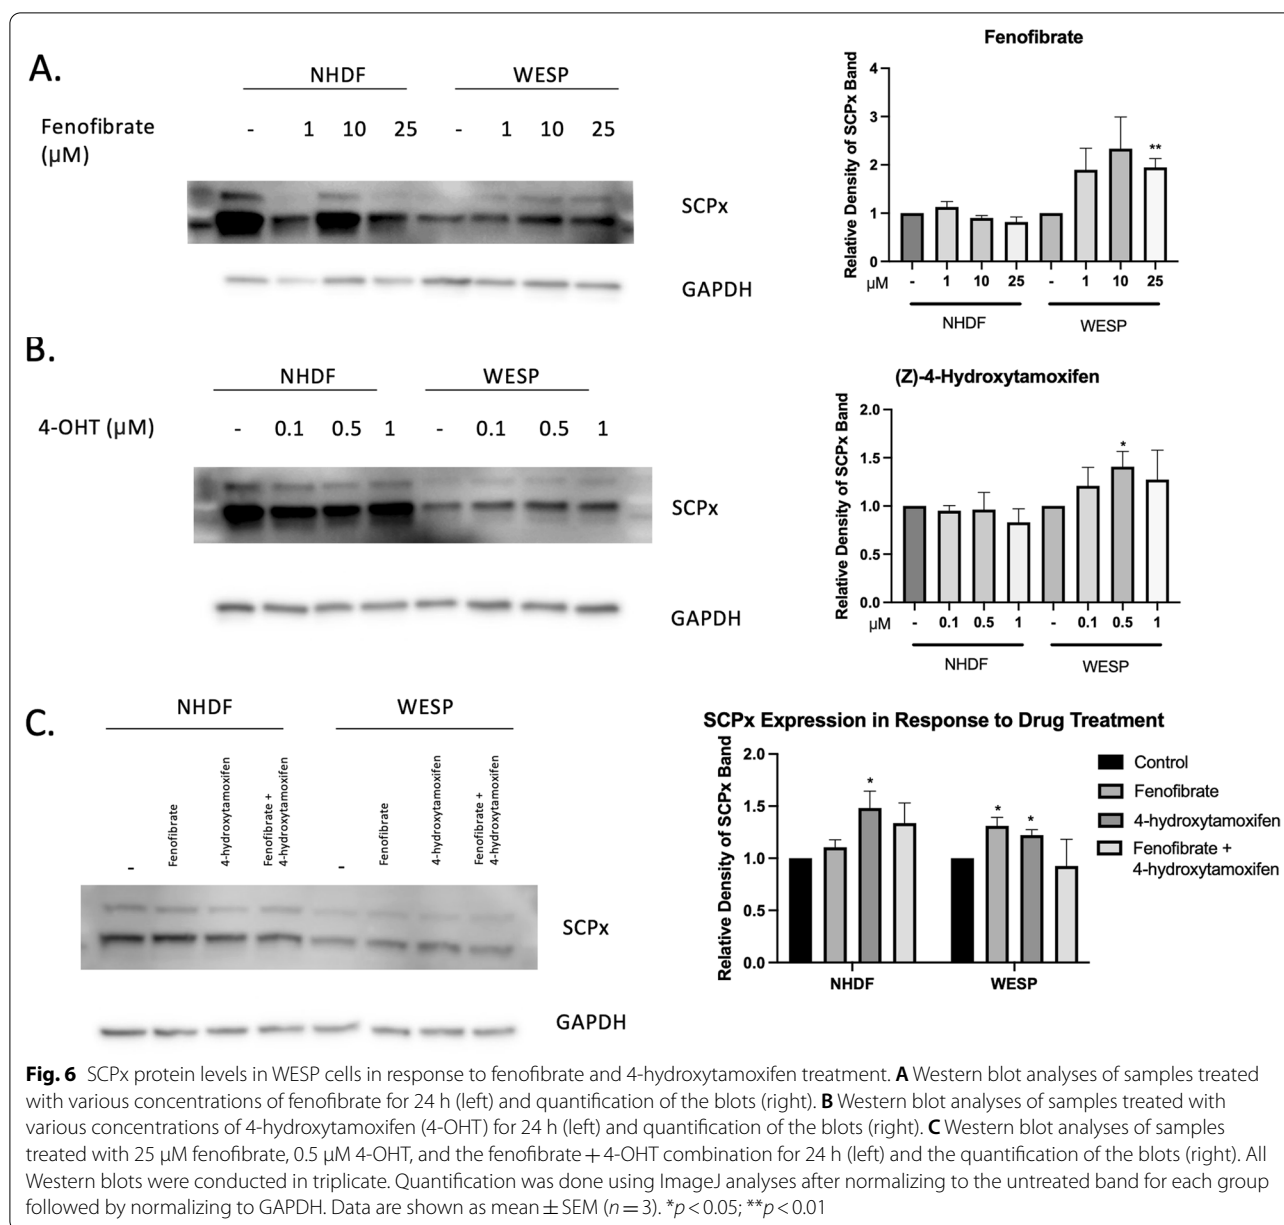 A.
NHDF WESP
Fenofibrate (µM) - 1 10 25 - 1 10 25
SCPx
GAPDH
Fenofibrate
Relative Density of SCPx Band
4
3
2
1
0
**
µM - 1 10 25 - 1 10 25
NHDF WESP
B.
NHDF WESP
4-OHT (µM) - 0.1 0.5 1 - 0.1 0.5 1
SCPx
GAPDH
(Z)-4-Hydroxytamoxifen
Relative Density of SCPx Band
2.0
1.5
1.0
0.5
0.0
*
µM - 0.1 0.5 1 - 0.1 0.5 1
NHDF WESP
C.
NHDF WESP
- Fenofibrate 4-hydroxytamoxifen Fenofibrate + 4-hydroxytamoxifen - Fenofibrate 4-hydroxytamoxifen Fenofibrate + 4-hydroxytamoxifen
SCPx
GAPDH
SCPx Expression in Response to Drug Treatment
Relative Density of SCPx Band
2.0
1.5
1.0
0.5
0.0
* * *
NHDF WESP
Control
Fenofibrate
4-hydroxytamoxifen
Fenofibrate +
4-hydroxytamoxifen
Fig. 6 SCPx protein levels in WESP cells in response to fenofibrate and 4-hydroxytamoxifen treatment. A Western blot analyses of samples treated
with various concentrations of fenofibrate for 24 h (left) and quantification of the blots (right). B Western blot analyses of samples treated with
various concentrations of 4-hydroxytamoxifen (4-OHT) for 24 h (left) and quantification of the blots (right). C Western blot analyses of samples
treated with 25 µM fenofibrate, 0.5 µM 4-OHT, and the fenofibrate + 4-OHT combination for 24 h (left) and the quantification of the blots (right). All
Western blots were conducted in triplicate. Quantification was done using ImageJ analyses after normalizing to the untreated band for each group
followed by normalizing to GAPDH. Data are shown as mean ± SEM (n = 3). *p < 0.05; **p < 0.01